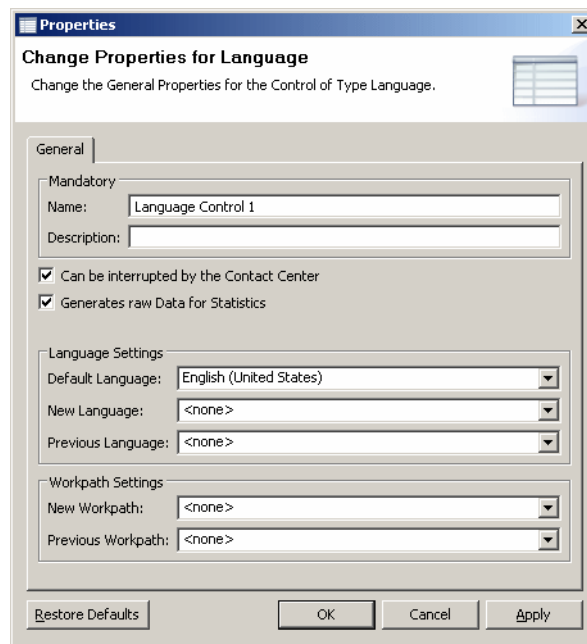 Properties
Change Properties for Language
Change the General Properties for the Control of Type Language.
General
Mandatory
Name: Language Control 1
Description:
Can be interrupted by the Contact Center
Generates raw Data for Statistics
Language Settings
Default Language: English (United States)
New Language: <none>
Previous Language: <none>
Workpath Settings
New Workpath: <none>
Previous Workpath: <none>
Restore Defaults OK Cancel Apply